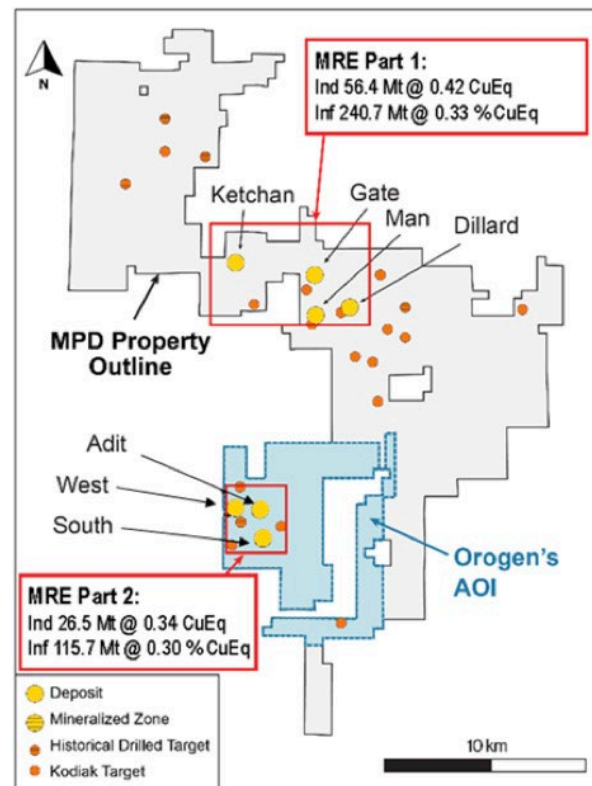 MRE Part 1:
Ind 56.4 Mt @ 0.42 CuEq
Inf 240.7 Mt @ 0.33 %CuEq
N
Ketchan
Gate
Man
Dillard
MPD Property
Outline
Adit
West
South
Orogen's
AOI
MRE Part 2:
Ind 26.5 Mt @ 0.34 CuEq
Inf 115.7 Mt @ 0.30 %CuEq
Deposit
Mineralized Zone
Historical Drilled Target
Kodiak Target
10 km